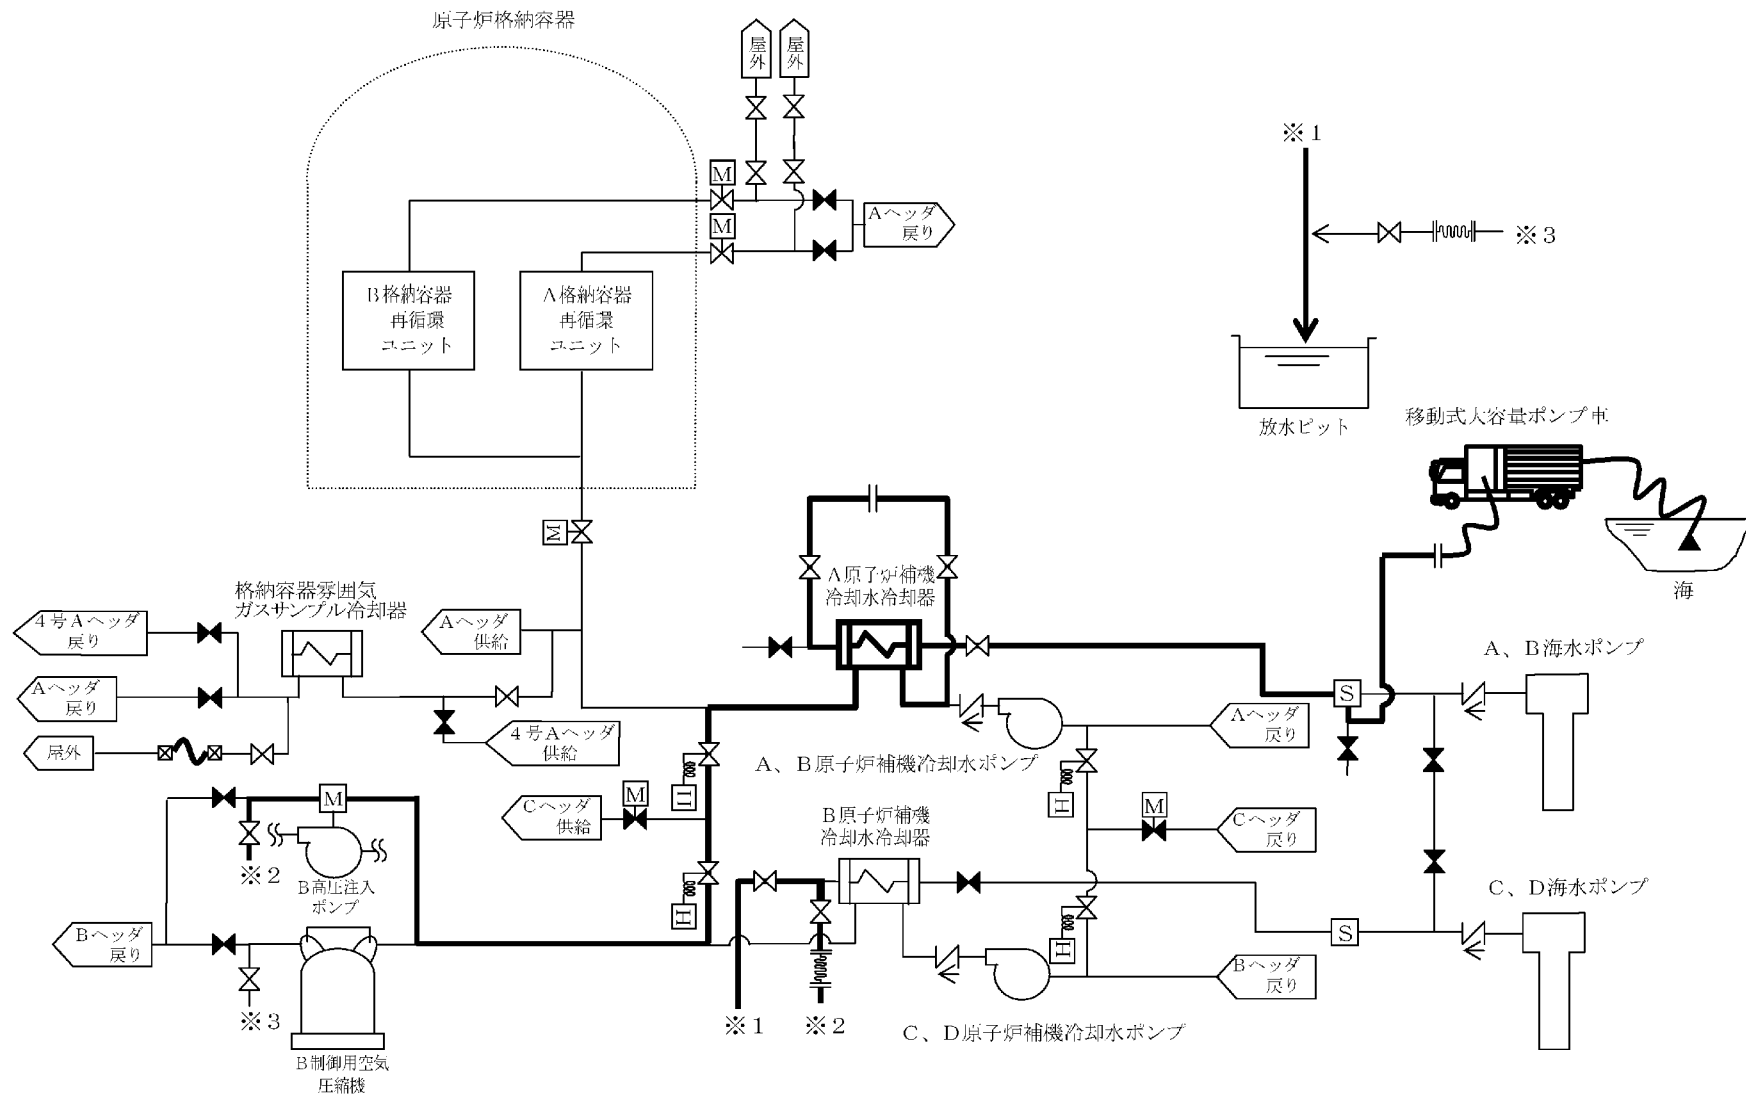 原子炉格納容器
屋外
屋外
※1
M
M
Aヘッダ
戻り
※3
B格納容器
再循環
ユニット
A格納容器
再循環
ユニット
放水ピット
移動式大容量ポンプ車
M
海
格納容器雰囲気
ガスサンプル冷却器
A原子炉補機
冷却水冷却器
4号Aヘッダ
戻り
Aヘッダ
供給
A、B海水ポンプ
Aヘッダ
戻り
S
Aヘッダ
戻り
屋外
4号Aヘッダ
供給
A、B原子炉補機冷却水ポンプ
H
H
M
M
Cヘッダ
供給
M
Cヘッダ
戻り
B原子炉補機
冷却水冷却器
※2
B高圧注入
ポンプ
C、D海水ポンプ
H
H
S
Bヘッダ
戻り
Bヘッダ
戻り
※3
※1
※2
C、D原子炉補機冷却水ポンプ
B制御用空気
圧縮機